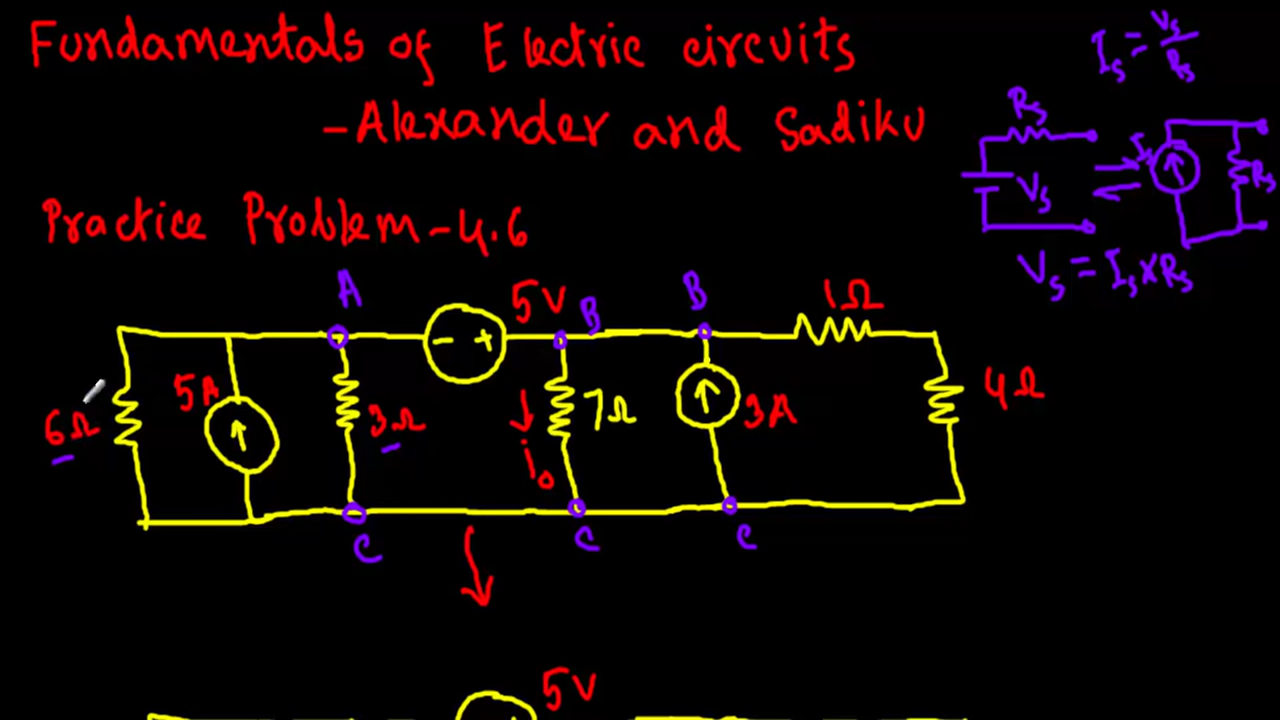 Fundamentals of Electric circuits
-Alexander and Sadiku
Is = Vs/Rs
Rs
Vs
Is
Rs
Vs = Is x Rs
Practice Problem-4.6
A
5V
B
B
1Ω
- +
6Ω
5A
3Ω
io
7Ω
3A
4Ω
C
C
C
5V